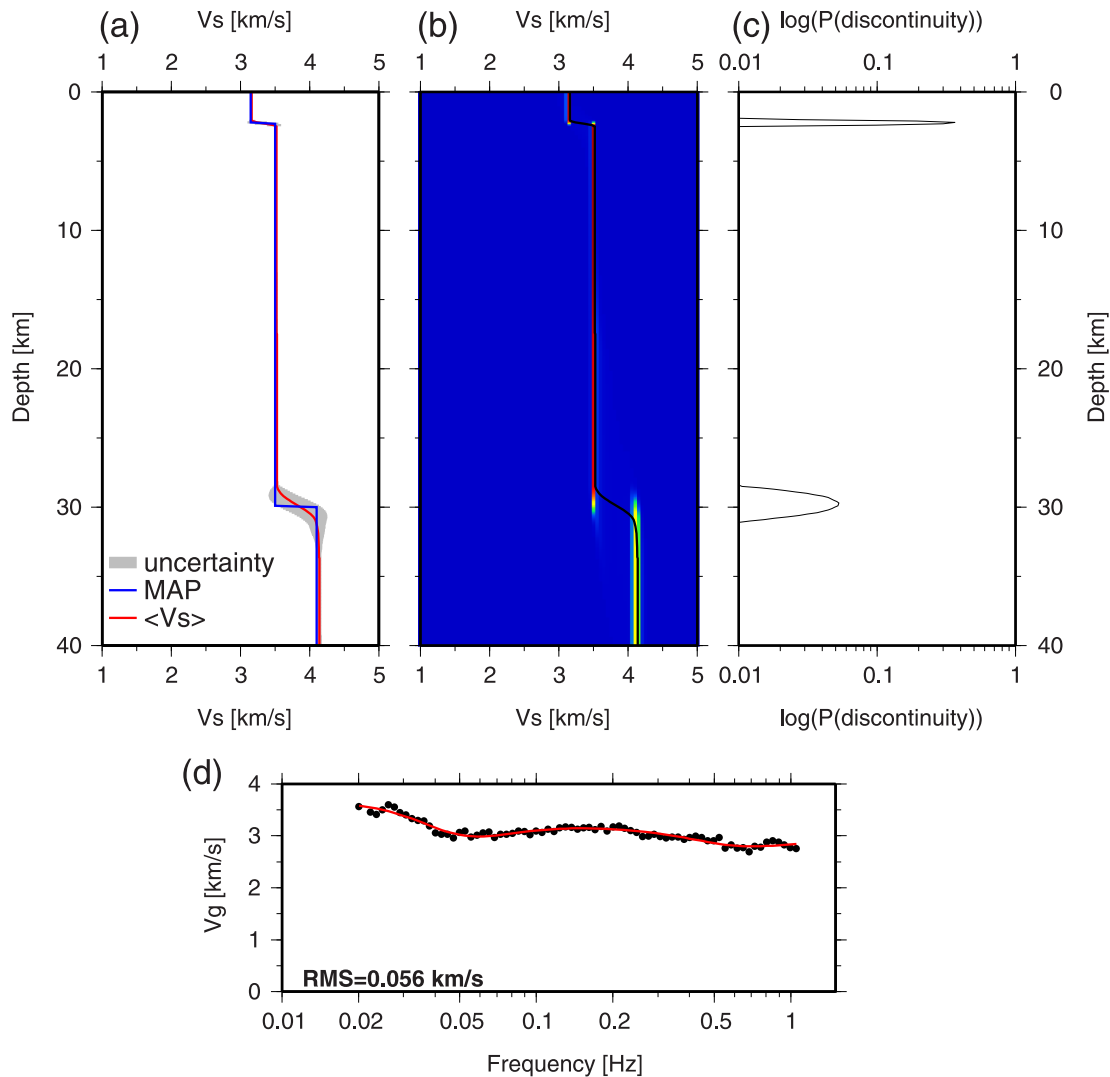 (a) Vs [km/s] (b) Vs [km/s] (c) log(P(discontinuity))
1 2 3 4 5 1 2 3 4 5 0.01 0.1 1
0 0
10 10
20 20
30 30
40 40
Depth [km]
Depth [km]
uncertainty
MAP
<Vs>
1 2 3 4 5 1 2 3 4 5 0.01 0.1 1
Vs [km/s] Vs [km/s] log(P(discontinuity))
(d)
4
3
2
1
0
Vg [km/s]
RMS=0.056 km/s
0.01 0.02 0.05 0.1 0.2 0.5 1
Frequency [Hz]